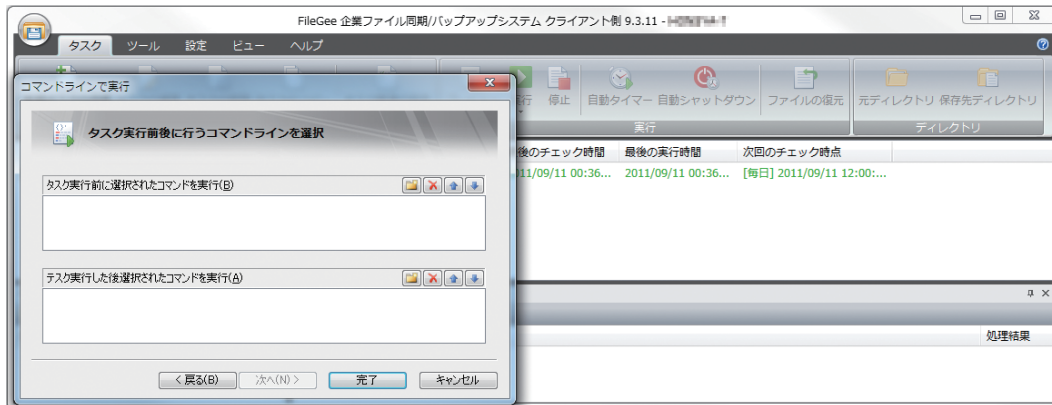 FileGee 企業ファイル同期/バップアップシステム クライアント側 9.3.11 -
タスク ツール 設定 ビュー ヘルプ
停止 自動タイマー 自動シャットダウン ファイルの復元 元ディレクトリ 保存先ディレクトリ
実行 ディレクトリ
コマンドラインで実行
タスク実行前後に行うコマンドラインを選択
後のチェック時間 最後の実行時間 次回のチェック時点
11/09/11 00:36... 2011/09/11 00:36... [毎日] 2011/09/11 12:00:...
タスク実行前に選択されたコマンドを実行(B)
テスク実行した後選択されたコマンドを実行(A)
処理結果
< 戻る(B) 次へ(N) > 完了 キャンセル